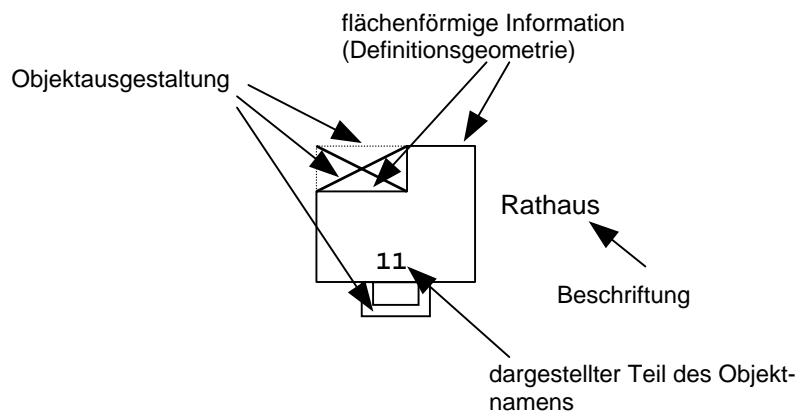 flächenförmige Information
(Definitionsgeometrie)
Objektausgestaltung
Rathaus
11
Beschriftung
dargestellter Teil des Objekt-
namens